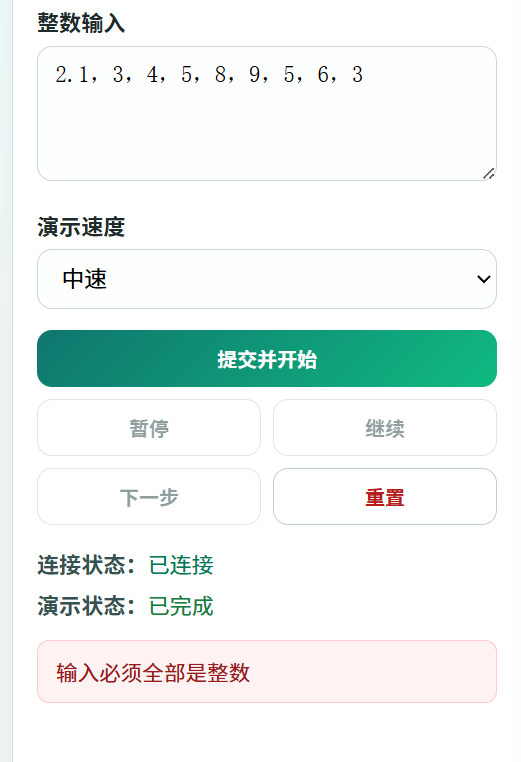 整数输入
2.1，3，4，5，8，9，5，6，3
演示速度
中速
提交并开始
暂停
继续
下一步
重置
连接状态：已连接
演示状态：已完成
输入必须全部是整数